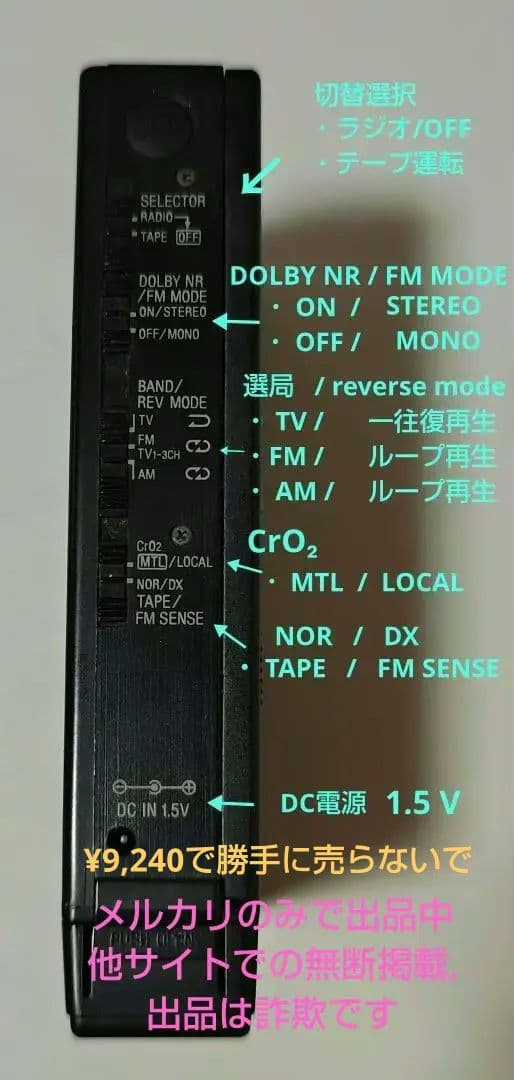 切替選択
・ラジオ/OFF
・テープ運転
SELECTOR
RADIO
TAPE OFF
DOLBY NR / FM MODE
・ ON / STEREO
・ OFF / MONO
DOLBY NR
/FM MODE
ON/STEREO
OFF/MONO
選局 / reverse mode
・ TV / 一往復再生
・FM / ループ再生
・ AM / ループ再生
BAND/
REV MODE
TV
FM
TV1-3CH
AM
CrO₂
・ MTL / LOCAL
NOR / DX
・ TAPE / FM SENSE
CrO2
MTL/LOCAL
NOR/DX
TAPE/
FM SENSE
DC IN 1.5V
DC電源 1.5 V
¥9,240で勝手に売らないで
メルカリのみで出品中
他サイトでの無断掲載,
出品は詐欺です